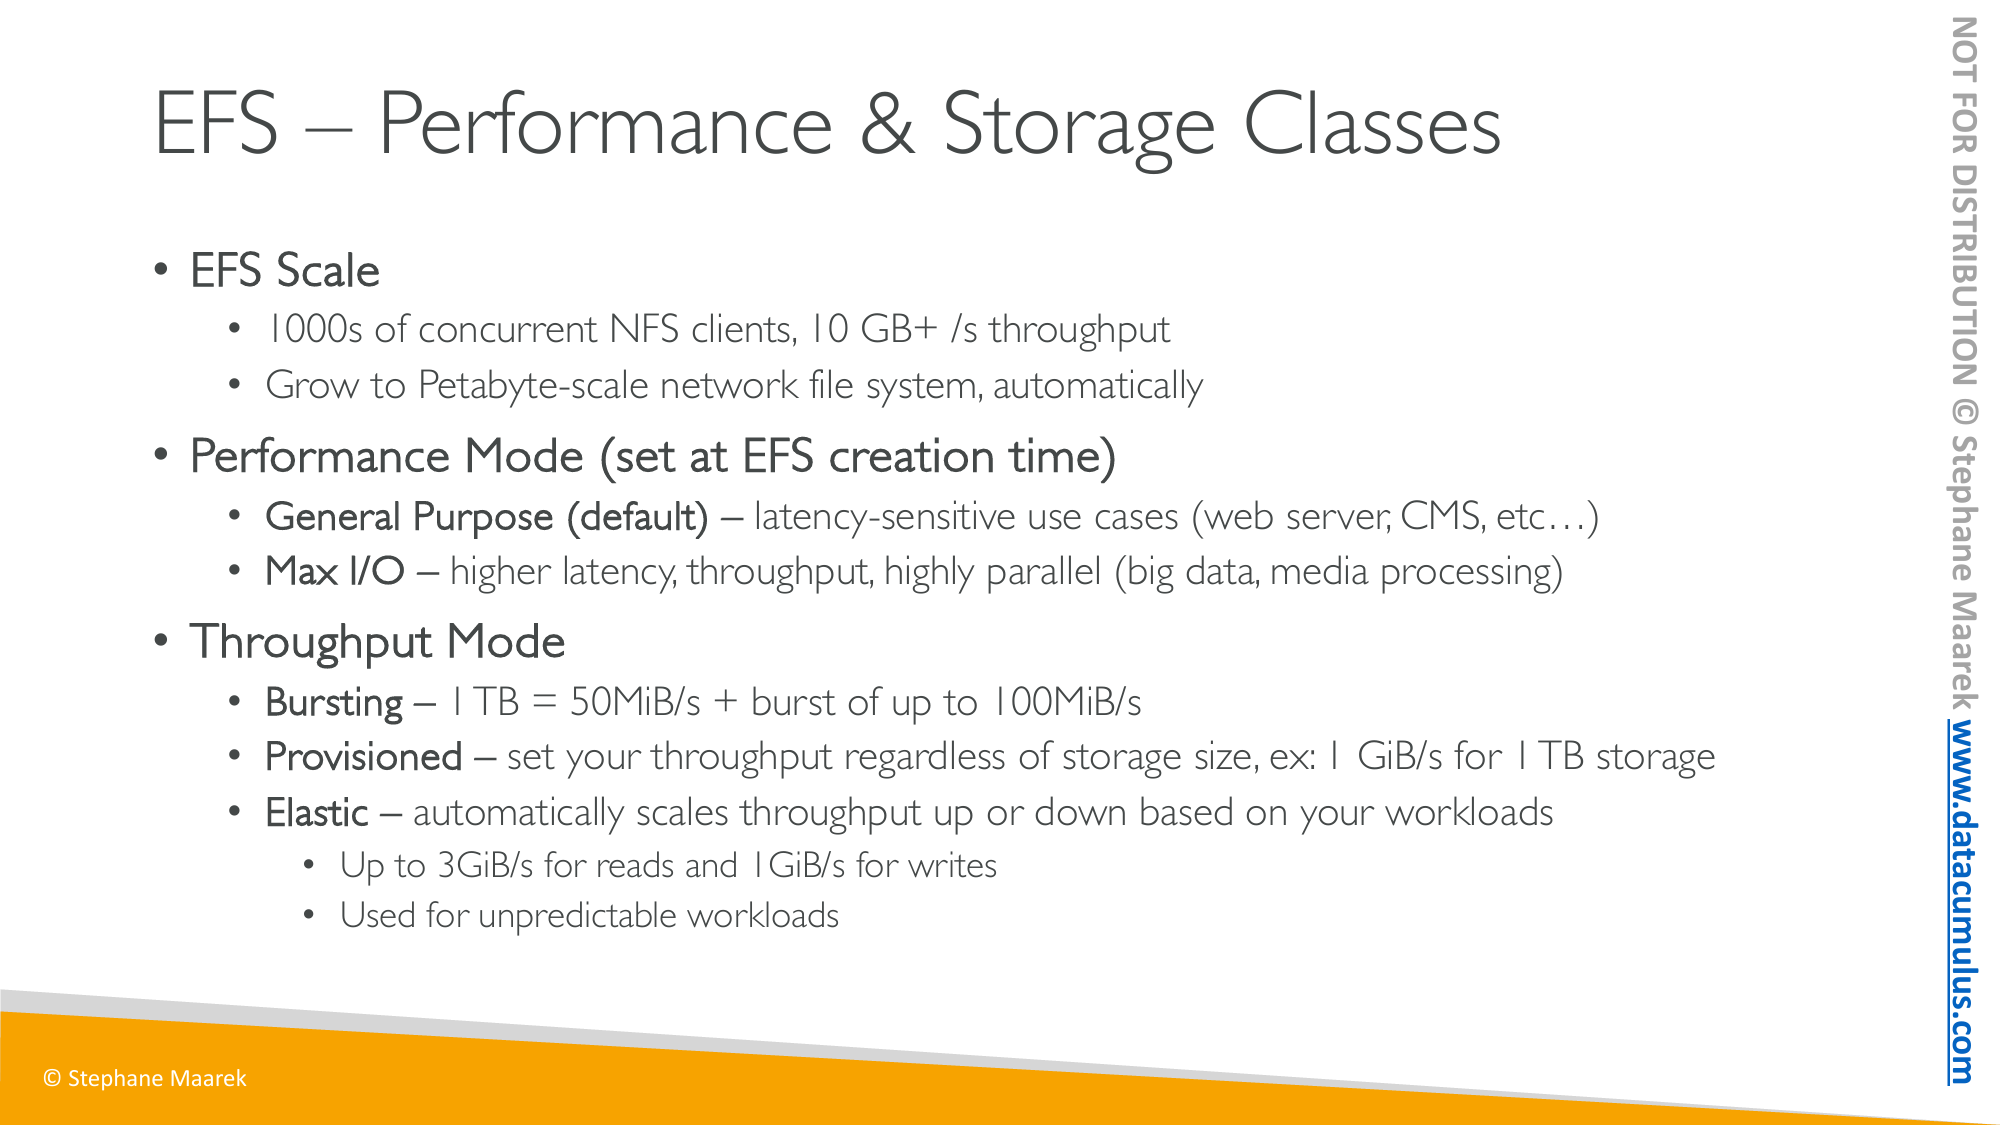 EFS – Performance & Storage Classes
• EFS Scale
• 1000s of concurrent NFS clients, 10 GB+ /s throughput
• Grow to Petabyte-scale network file system, automatically
• Performance Mode (set at EFS creation time)
• General Purpose (default) – latency-sensitive use cases (web server, CMS, etc…)
• Max I/O – higher latency, throughput, highly parallel (big data, media processing)
• Throughput Mode
• Bursting – 1 TB = 50MiB/s + burst of up to 100MiB/s
• Provisioned – set your throughput regardless of storage size, ex: 1 GiB/s for 1 TB storage
• Elastic – automatically scales throughput up or down based on your workloads
• Up to 3GiB/s for reads and 1GiB/s for writes
• Used for unpredictable workloads
© Stephane Maarek
NOT FOR DISTRIBUTION © Stephane Maarek www.datacumulus.com